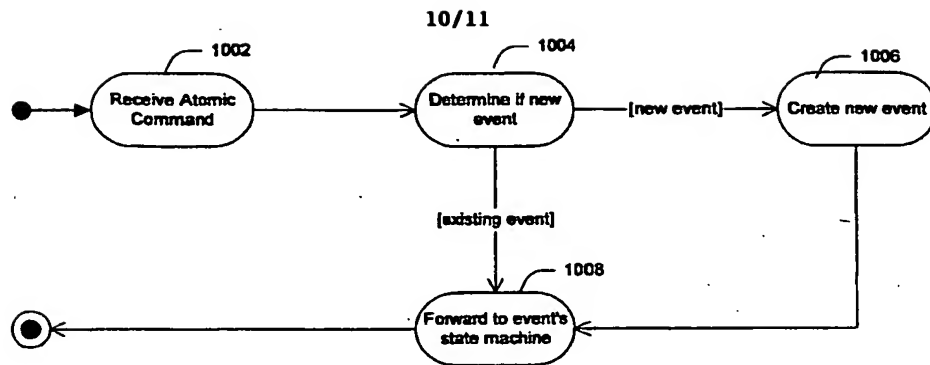 10/11
1002
Receive Atomic
Command
1004
Determine if new
event
[new event]
1006
Create new event
[existing event]
1008
Forward to event's
state machine